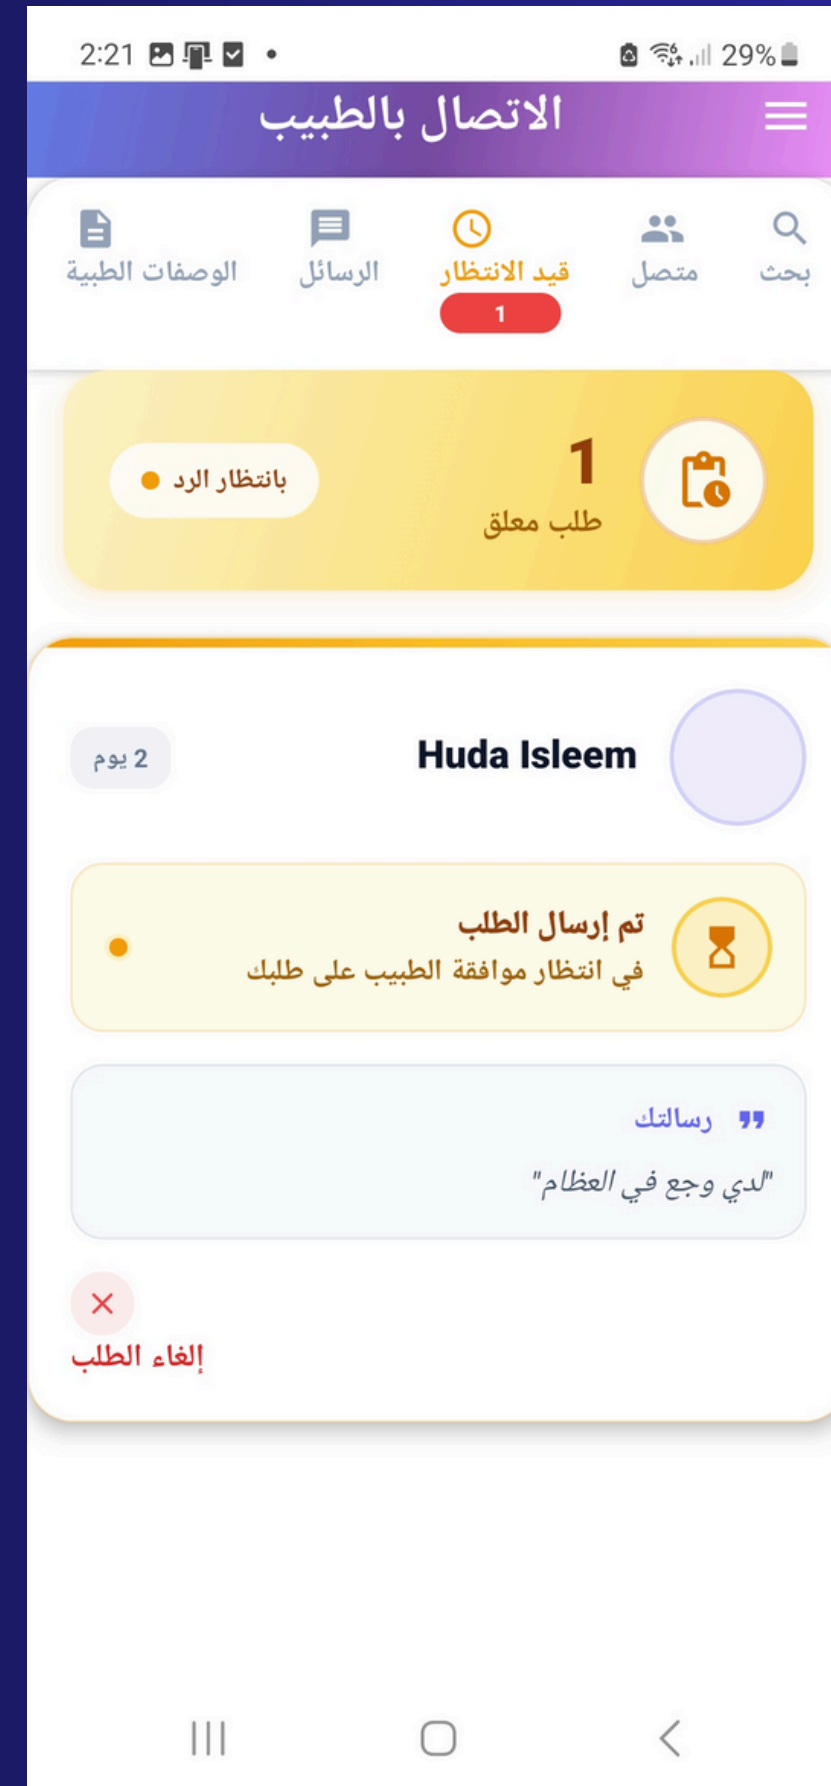 2:21
29%
الاتصال بالطبيب
بحث
متصل
قيد الانتظار
1
الرسائل
الوصفات الطبية
1
طلب معلق
بانتظار الرد
Huda Isleem
2 يوم
تم إرسال الطلب
في انتظار موافقة الطبيب على طلبك
رسالتك
"لدي وجع في العظام"
إلغاء الطلب